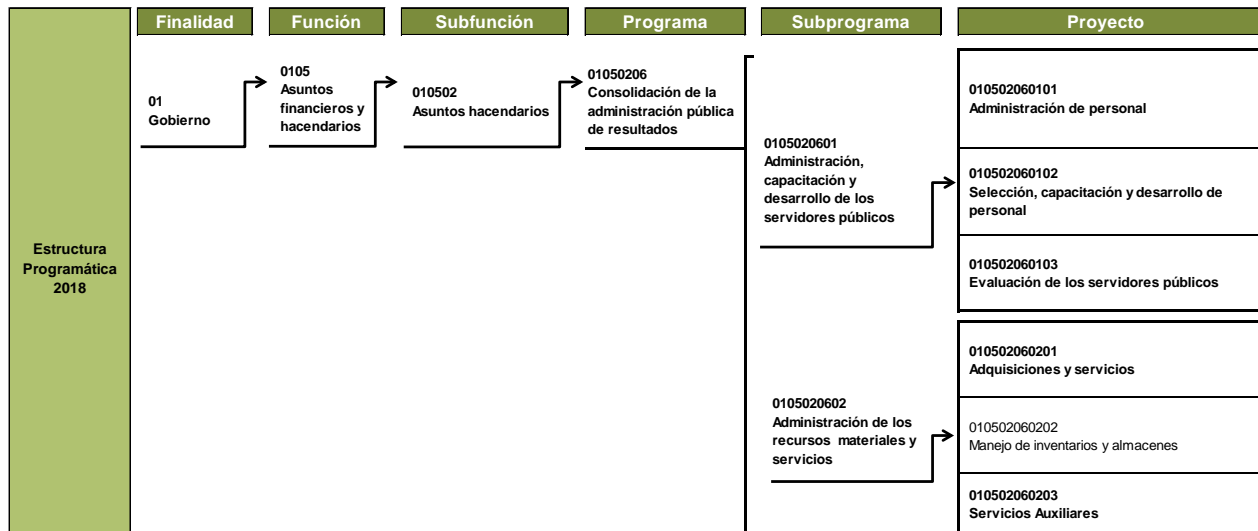 Finalidad
Función
Subfunción
Programa
Subprograma
Proyecto
Estructura
Programática
2018
01
Gobierno
0105
Asuntos
financieros y
hacendarios
010502
Asuntos hacendarios
01050206
Consolidación de la
administración pública
de resultados
0105020601
Administración,
capacitación y
desarrollo de los
servidores públicos
010502060101
Administración de personal
010502060102
Selección, capacitación y desarrollo de
personal
010502060103
Evaluación de los servidores públicos
0105020602
Administración de los
recursos materiales y
servicios
010502060201
Adquisiciones y servicios
010502060202
Manejo de inventarios y almacenes
010502060203
Servicios Auxiliares